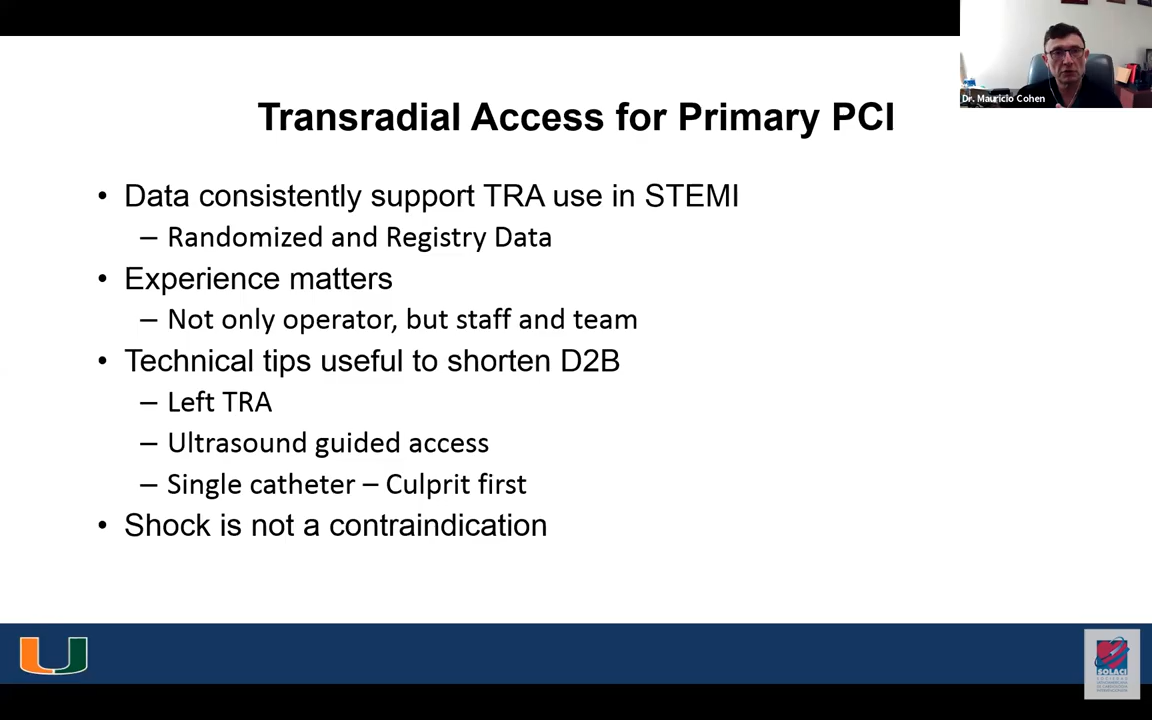 Dr. Mauricio Cohen
Transradial Access for Primary PCI
• Data consistently support TRA use in STEMI
– Randomized and Registry Data
• Experience matters
– Not only operator, but staff and team
• Technical tips useful to shorten D2B
– Left TRA
– Ultrasound guided access
– Single catheter – Culprit first
• Shock is not a contraindication
SOLACI